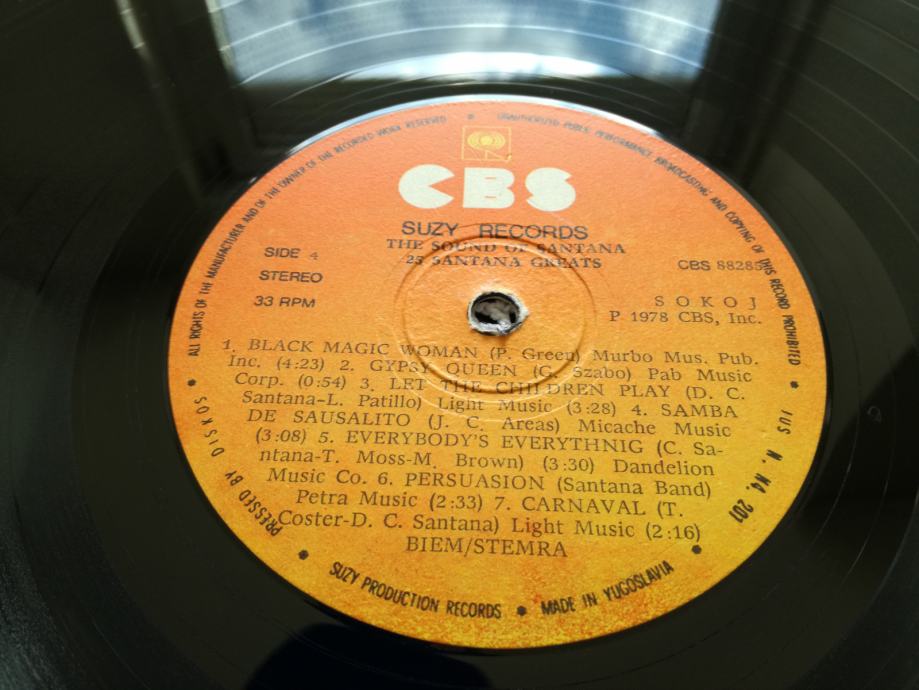 ALL RIGHTS OF THE MANUFACTURER AND OF THE OWNER OF THE RECORDED WORK RESERVED * UNAUTHORIZED PUBLIC PERFORMANCE BROADCASTING AND COPYING OF THIS RECORD PROHIBITED
CBS
SUZY RECORDS
THE SOUND OF SANTANA
25 SANTANA GREATS
SIDE 4
STEREO
33 RPM
CBS
S O K O J
P 1978 CBS, Inc.
1. BLACK MAGIC WOMAN (P. Green) Murbo Mus. Pub.
Inc. (4:23) 2. GYPSY QUEEN (G. Szabo) Pab Music
Corp. (0:54) 3. LET THE CHILDREN PLAY (D. C.
Santana-L. Patillo) Light Music (3:28) 4. SAMBA
DE SAUSALITO (J. C. Areas) Micache Music
(3:08) 5. EVERYBODY'S EVERYTHNIG (C. Sa-
ntana-T. Moss-M. Brown) (3:30) Dandelion
Music Co. 6. PERSUASION (Santana Band)
Petra Music (2:33) 7. CARNAVAL (T.
Coster-D. C. Santana) Light Music (2:16)
BIEM/STEMRA
PRESSED BY DISKOS
SUZY PRODUCTION RECORDS * MADE IN YUGOSLAVIA
JUS N. N4. 201